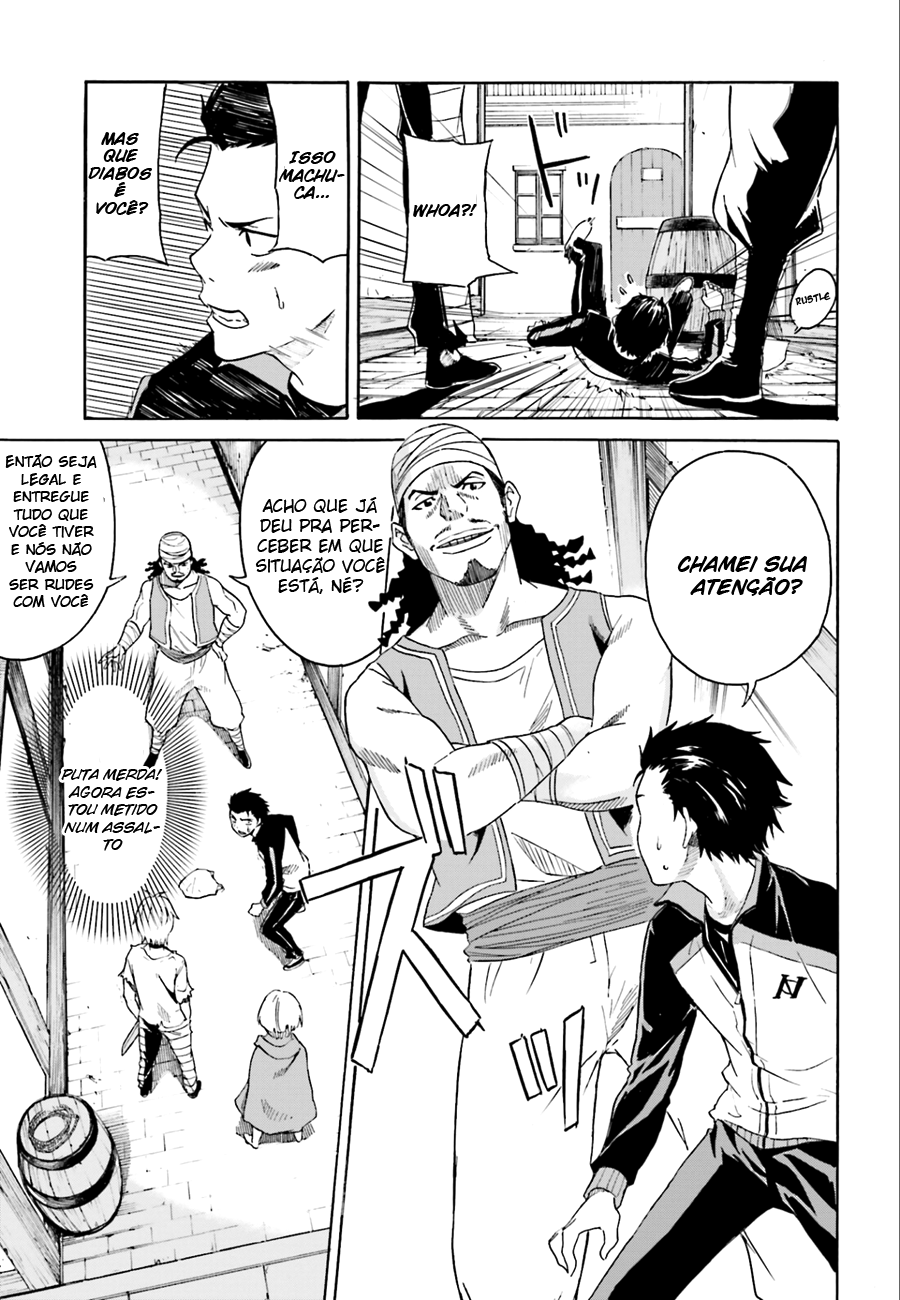 WHOA?!
RUSTLE
ISSO
MACHU-
CA...
MAS
QUE
DIABOS
É
VOCÊ?
CHAMEI SUA
ATENÇÃO?
ACHO QUE JÁ
DEU PRA PER-
CEBER EM QUE
SITUAÇÃO VOCÊ
ESTÁ, NÉ?
ENTÃO SEJA
LEGAL E
ENTREGUE
TUDO QUE
VOCÊ TIVER
E NÓS NÃO
VAMOS
SER RUDES
COM VOCÊ
PUTA MERDA!
AGORA ES-
TOU METIDO
NUM ASSAL-
TO